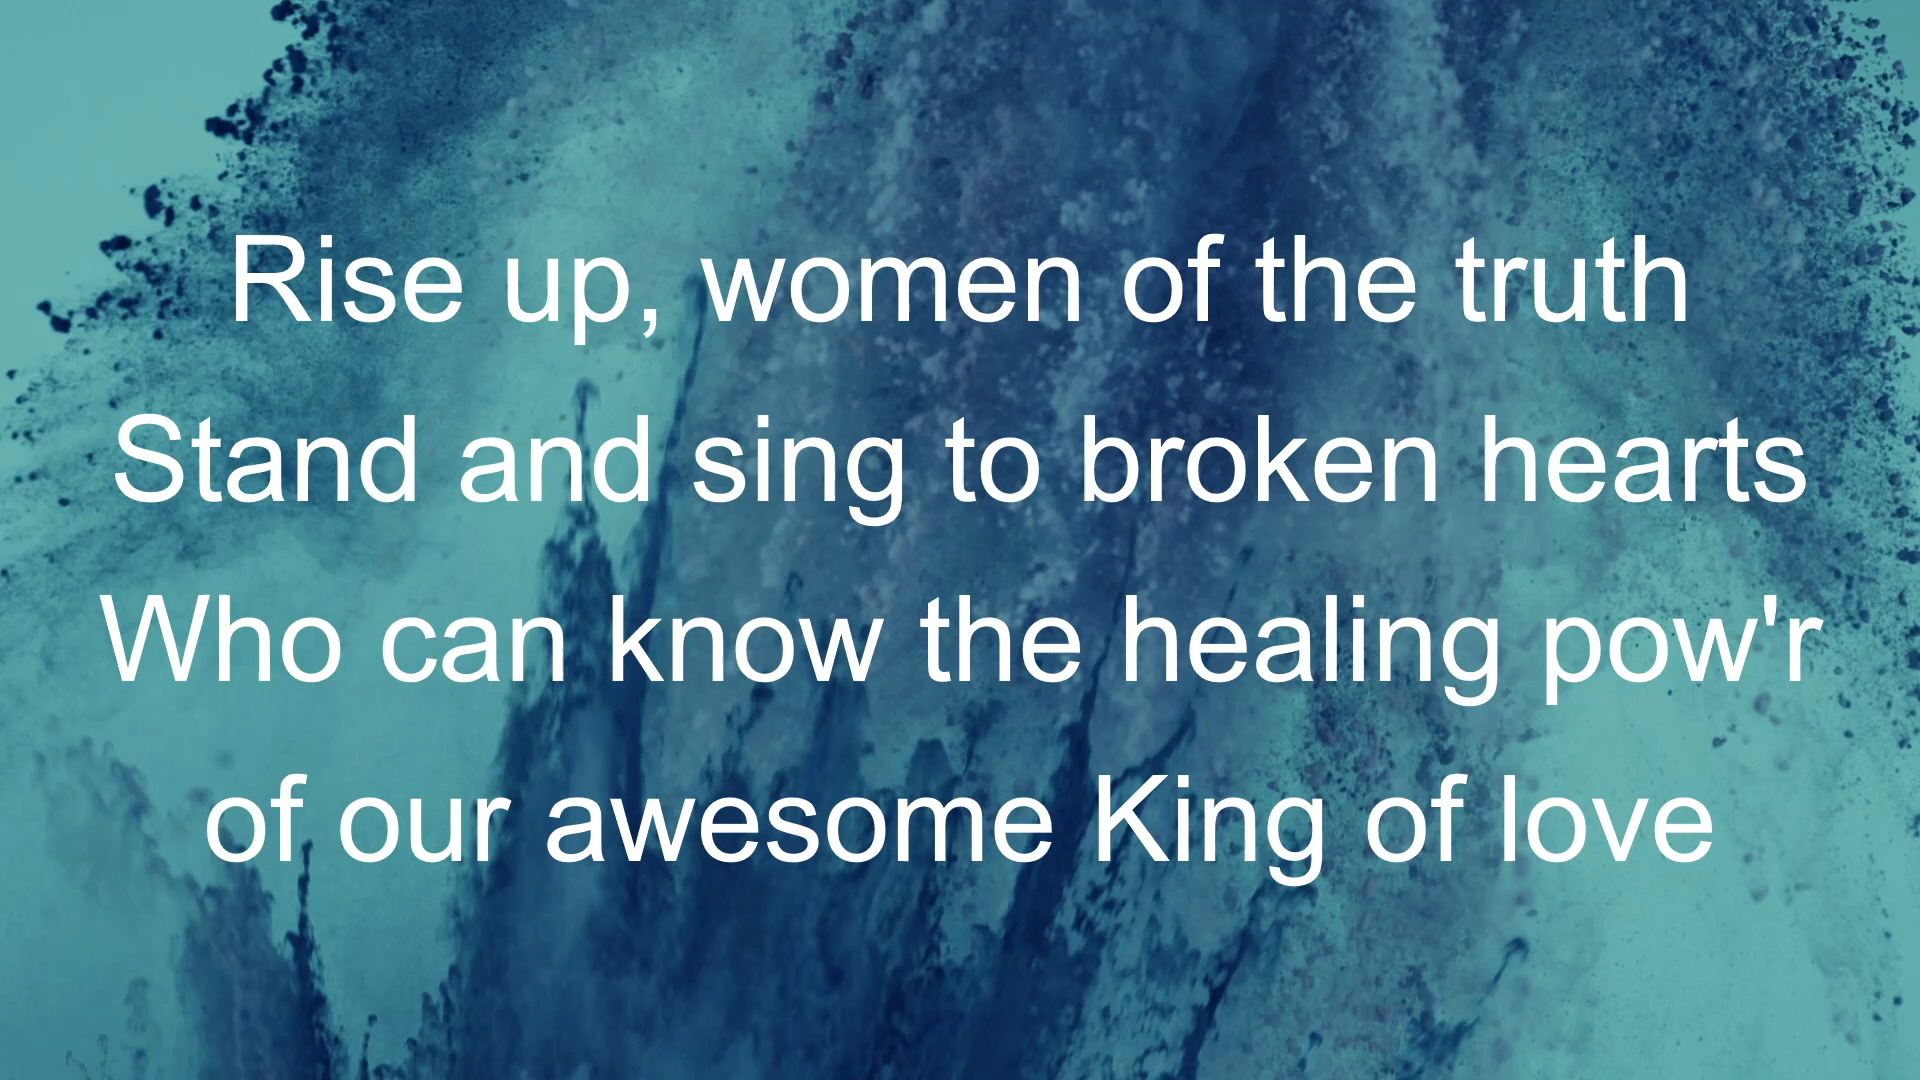 Rise up, women of the truth
Stand and sing to broken hearts
Who can know the healing pow'r
of our awesome King of love